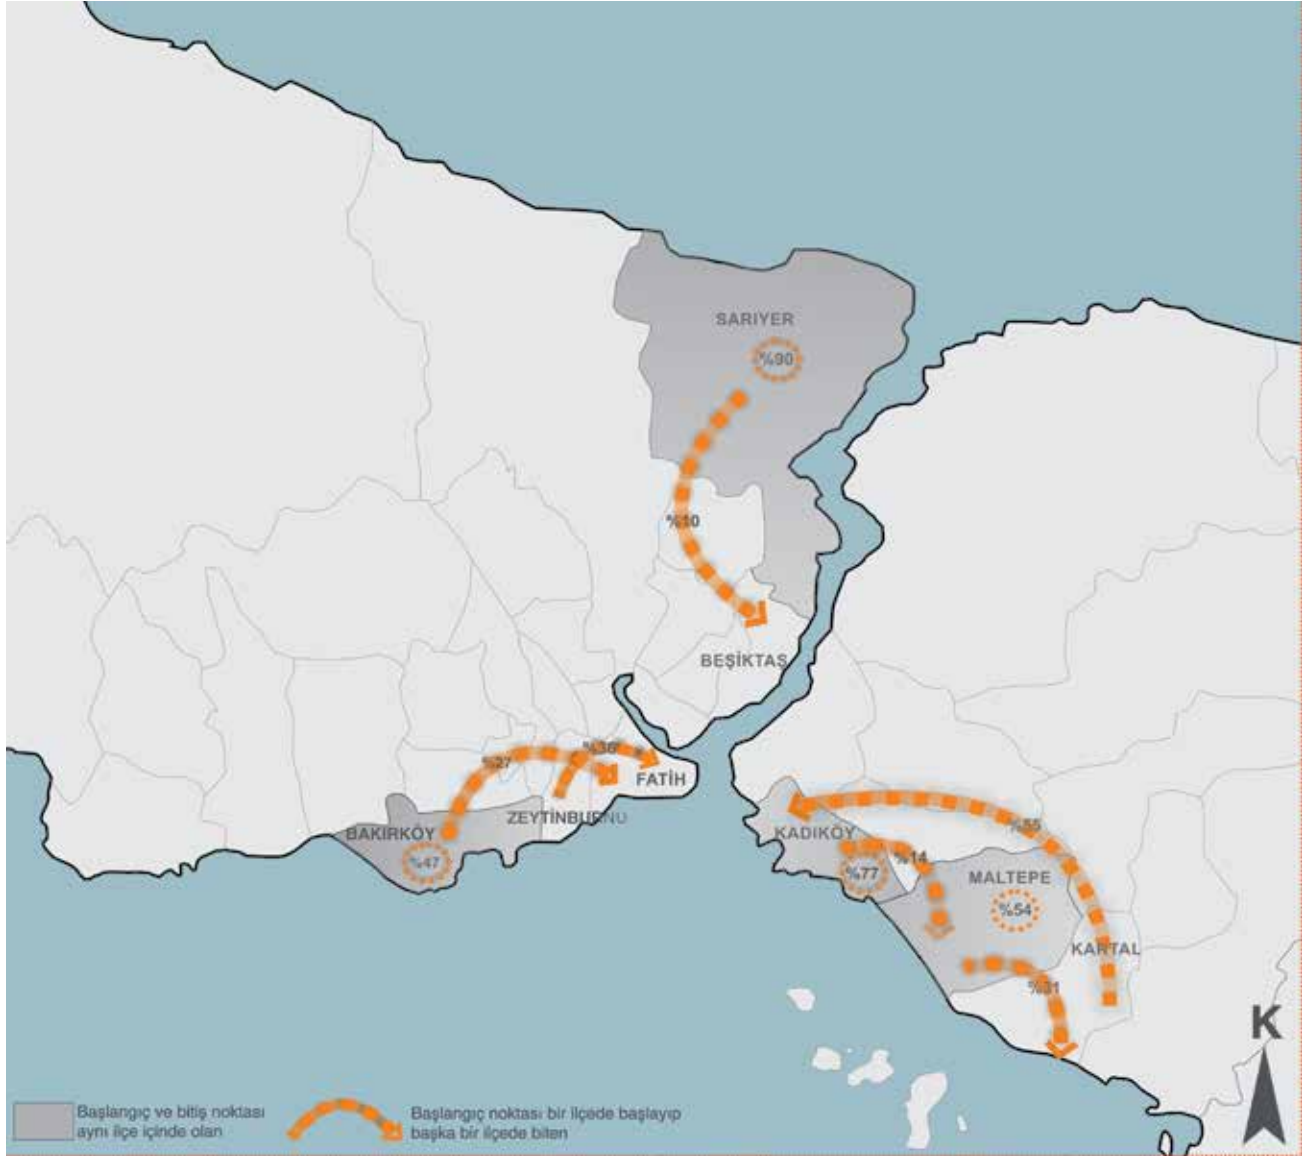 SARIYER
%90
%10
BEŞİKTAŞ
%36
%27
FATİH
ZEYTİNBURNU
BAKIRKÖY
%47
%55
KADIKÖY
%14
%77
MALTEPE
%54
KARTAL
%31
K
Başlangıç ve bitiş noktası
aynı ilçe içinde olan
Başlangıç noktası bir ilçede başlayıp
başka bir ilçede biten